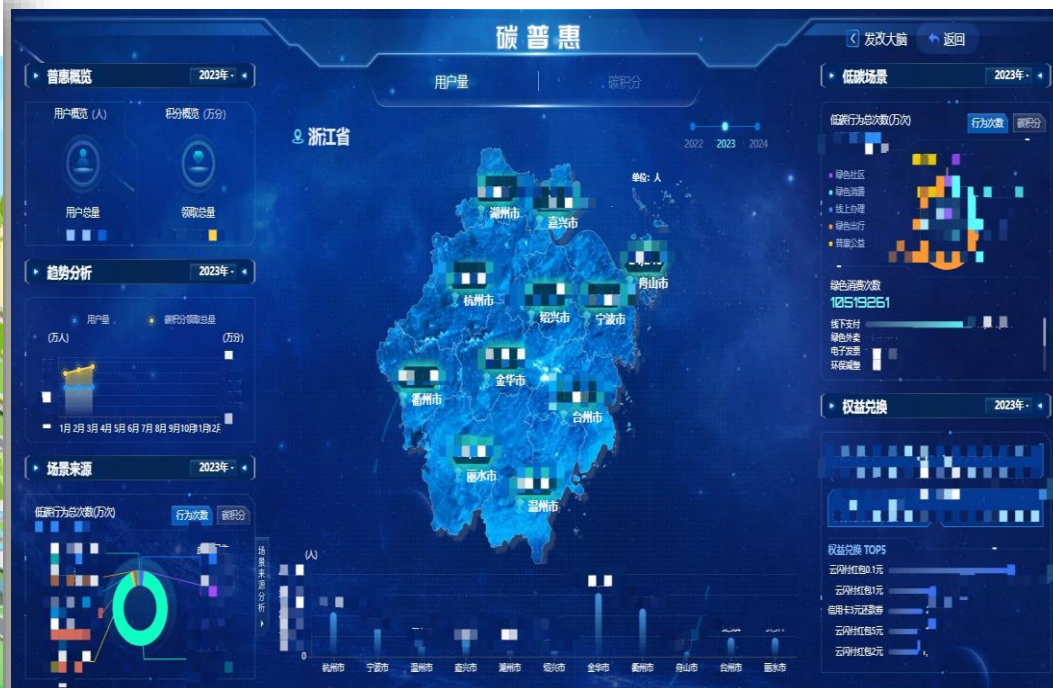 碳普惠
发改大脑
返回
用户量
碳积分
普惠概览
2023年
用户概览 (人)
积分概览 (万分)
用户总量
领取总量
趋势分析
2023年
用户量
碳积分领取总量
(万人)
(万分)
1月 2月 3月 4月 5月 6月 7月 8月 9月 10月 11月 12月
场景来源
2023年
低碳行为总次数(万次)
行为次数
碳积分
场景来源分析
浙江省
2022
2023
2024
单位: 人
湖州市
嘉兴市
舟山市
杭州市
绍兴市
宁波市
金华市
衢州市
台州市
丽水市
温州市
(人)
0
杭州市
宁波市
温州市
嘉兴市
湖州市
绍兴市
金华市
衢州市
舟山市
台州市
丽水市
低碳场景
2023年
低碳行为总次数(万次)
行为次数
碳积分
绿色社区
绿色消费
线上办理
绿色出行
普惠公益
绿色消费次数
10519261
线下支付
绿色外卖
电子发票
环保减塑
权益兑换
2023年
权益兑换 TOP5
云闪付红包0.1元
云闪付红包1元
信用卡3元还款券
云闪付红包5元
云闪付红包2元